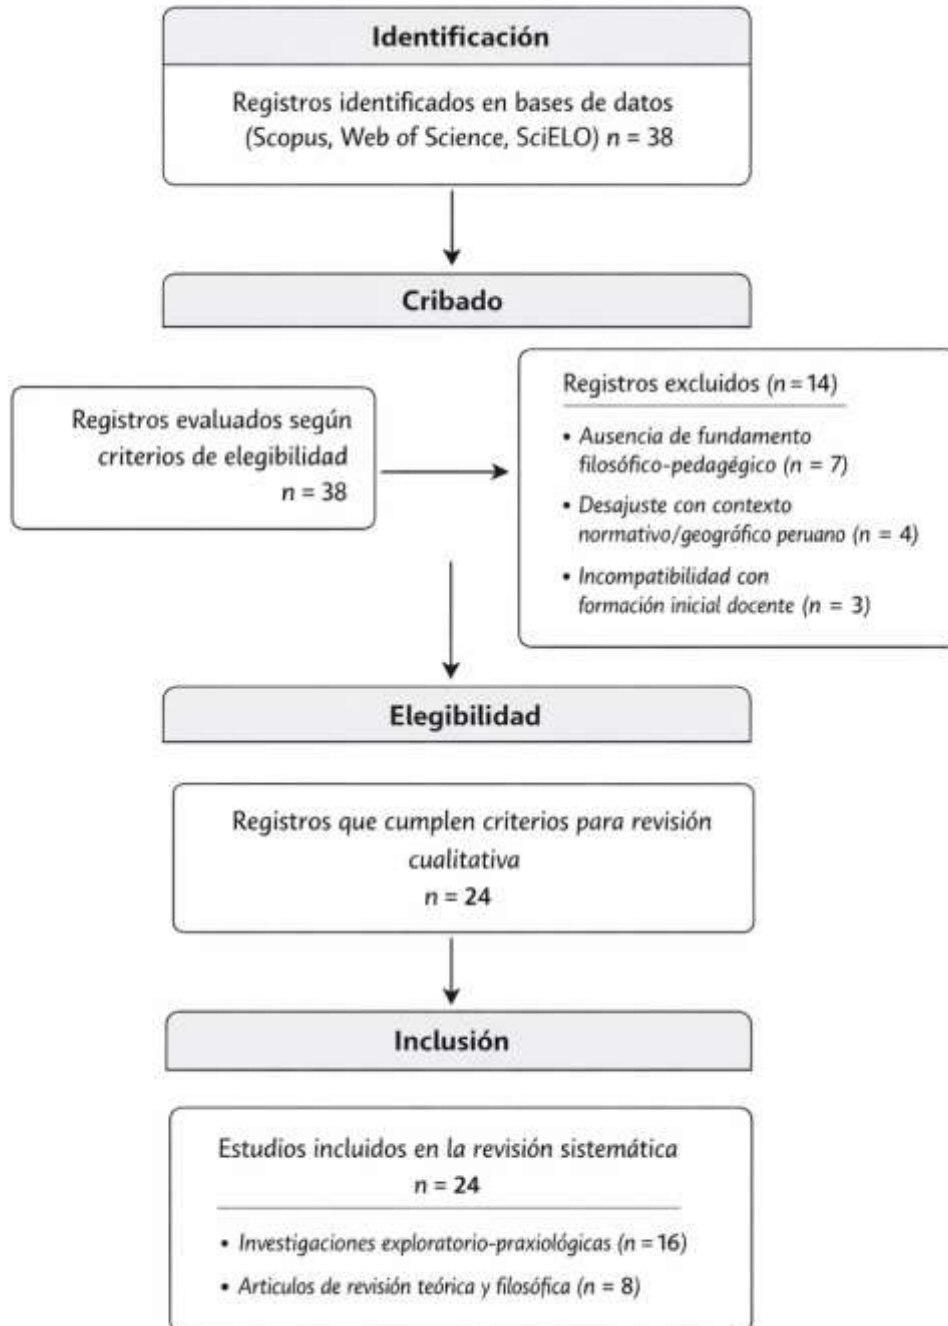 Identificación
Registros identificados en bases de datos
(Scopus, Web of Science, SciELO) n = 38
Cribado
Registros evaluados según
criterios de elegibilidad
n = 38
Registros excluidos (n = 14)
• Ausencia de fundamento
filosófico-pedagégico (n = 7)
• Desajuste con contexto
normativo/geográfico peruano (n = 4)
• Incompatibilidad con
formación inicial docente (n = 3)
Elegibilidad
Registros que cumplen criterios para revisión
cualitativa
n = 24
Inclusión
Estudios incluidos en la revisión sistemática
n = 24
• Investigaciones exploratorio-praxiológicas (n = 16)
• Articulos de revisión teórica y filosófica (n = 8)